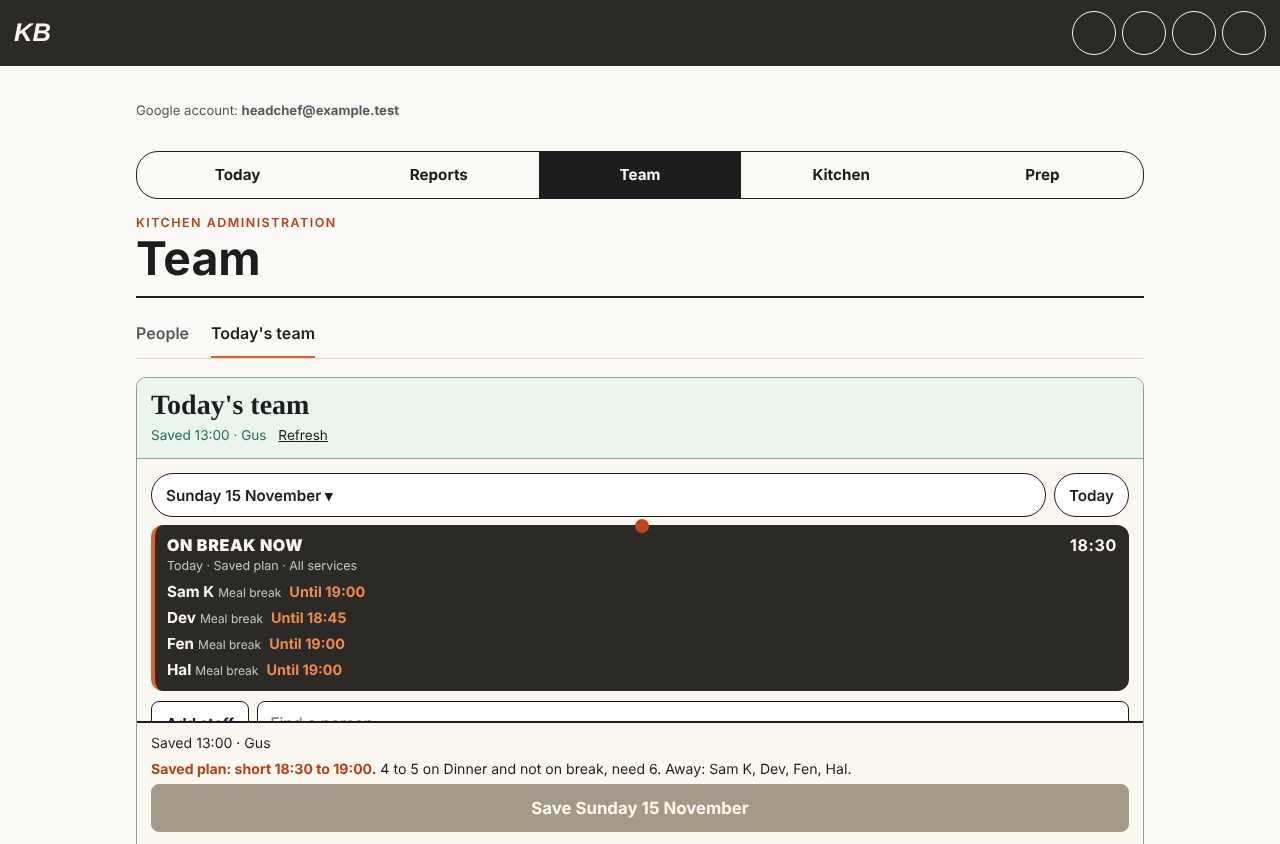 KB
Google account: headchef@example.test
Today Reports Team Kitchen Prep
KITCHEN ADMINISTRATION
Team
People Today's team
Today's team
Saved 13:00 · Gus Refresh
Sunday 15 November ▾ Today
ON BREAK NOW 18:30
Today · Saved plan · All services
Sam K Meal break Until 19:00
Dev Meal break Until 18:45
Fen Meal break Until 19:00
Hal Meal break Until 19:00
Add staff Find a person
Saved 13:00 · Gus
Saved plan: short 18:30 to 19:00. 4 to 5 on Dinner and not on break, need 6. Away: Sam K, Dev, Fen, Hal.
Save Sunday 15 November